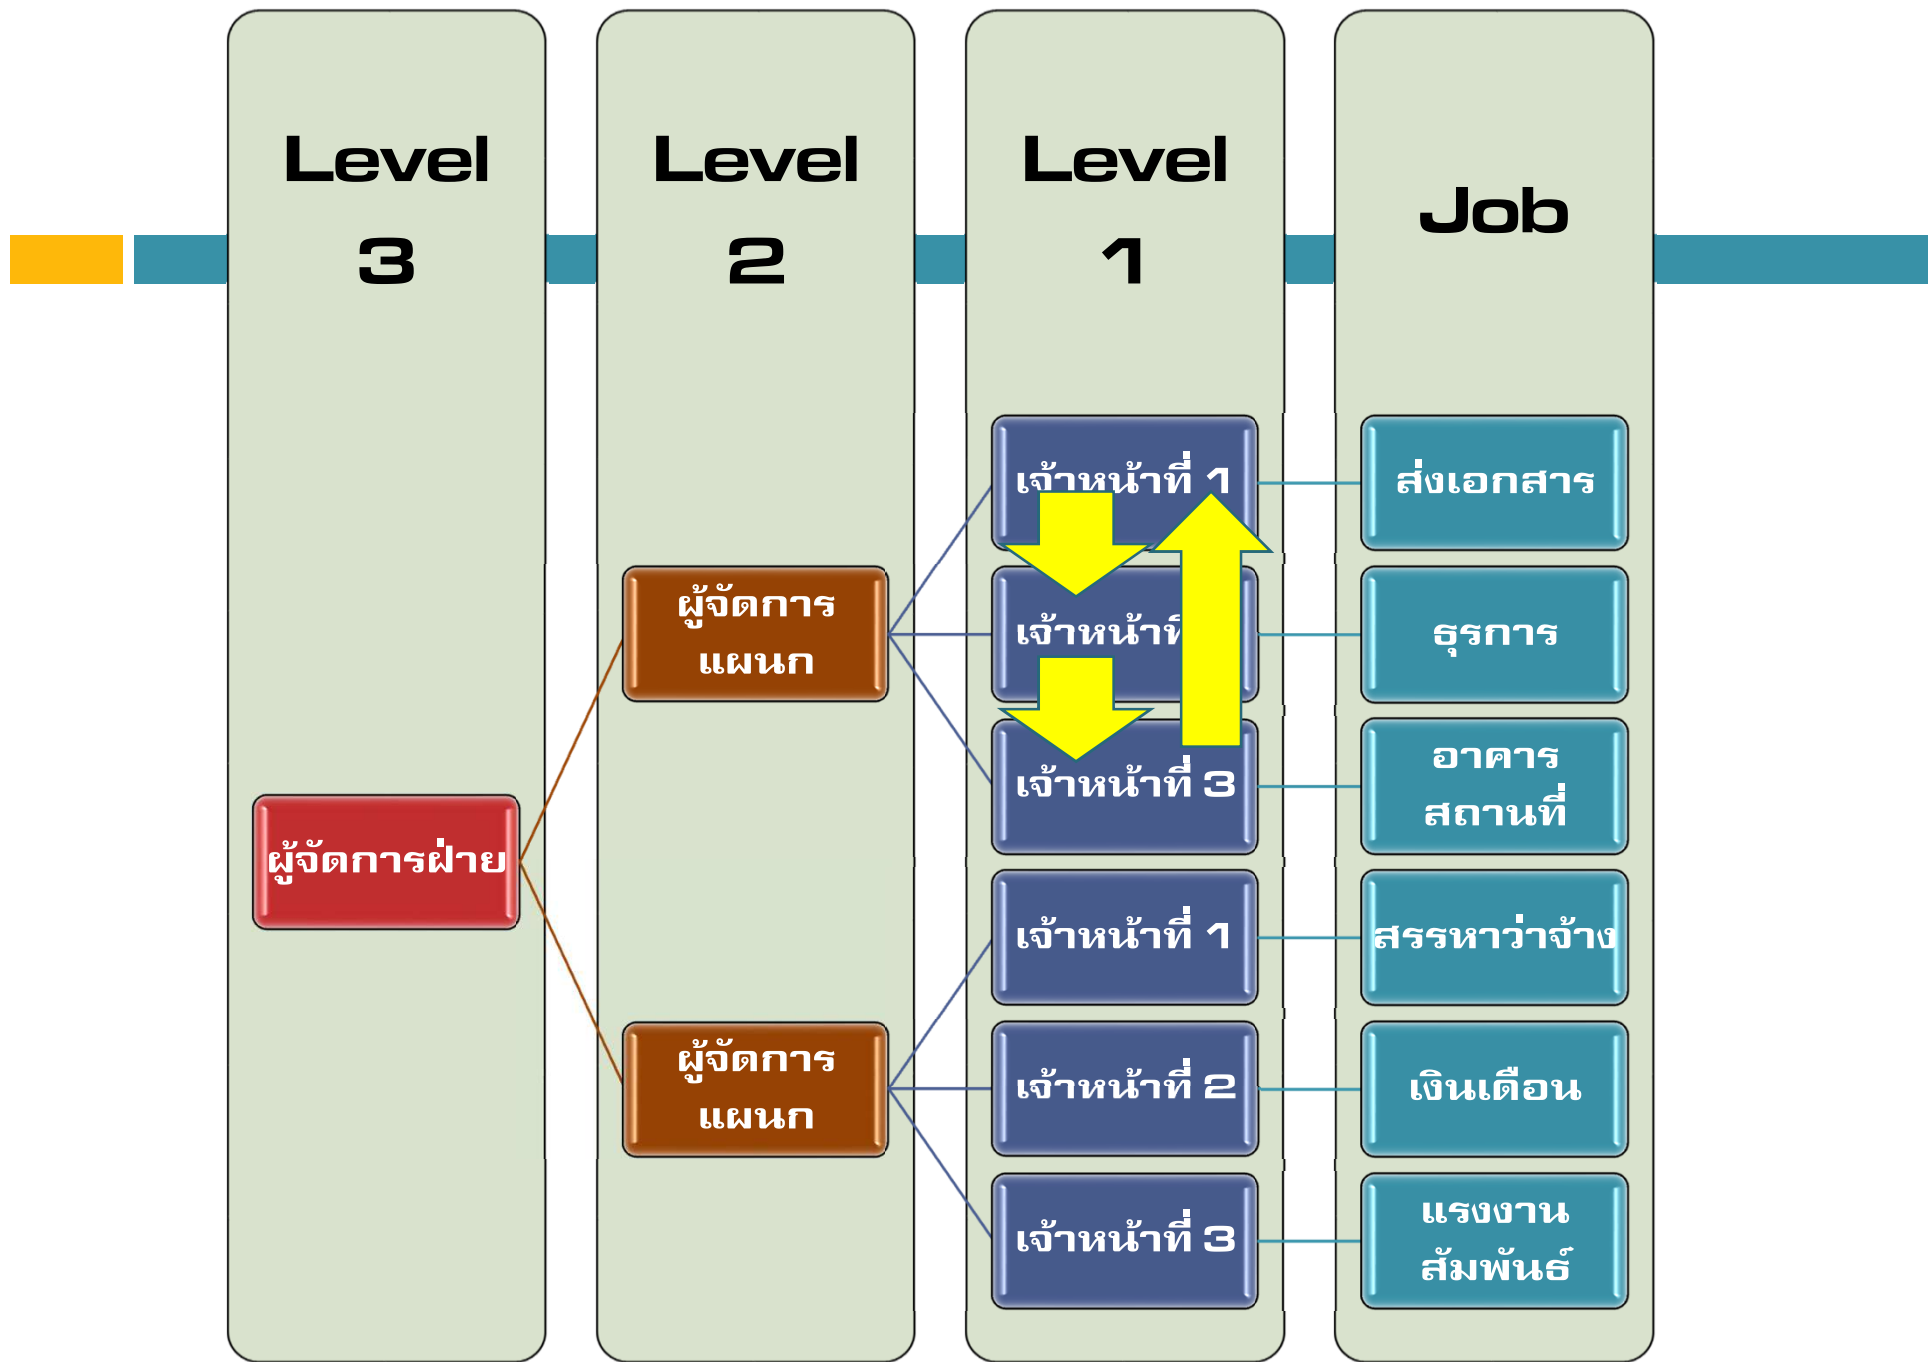 Level
3
Level
2
Level
1
Job
ผู้จัดการฝ่าย
ผู้จัดการ
แผนก
ผู้จัดการ
แผนก
เจ้าหน้าที่ 1
เจ้าหน้าที่ 3
เจ้าหน้าที่ 1
เจ้าหน้าที่ 2
เจ้าหน้าที่ 3
ส่งเอกสาร
ธุรการ
อาคาร
สถานที่
สรรหาว่าจ้าง
เงินเดือน
แรงงาน
สัมพันธ์